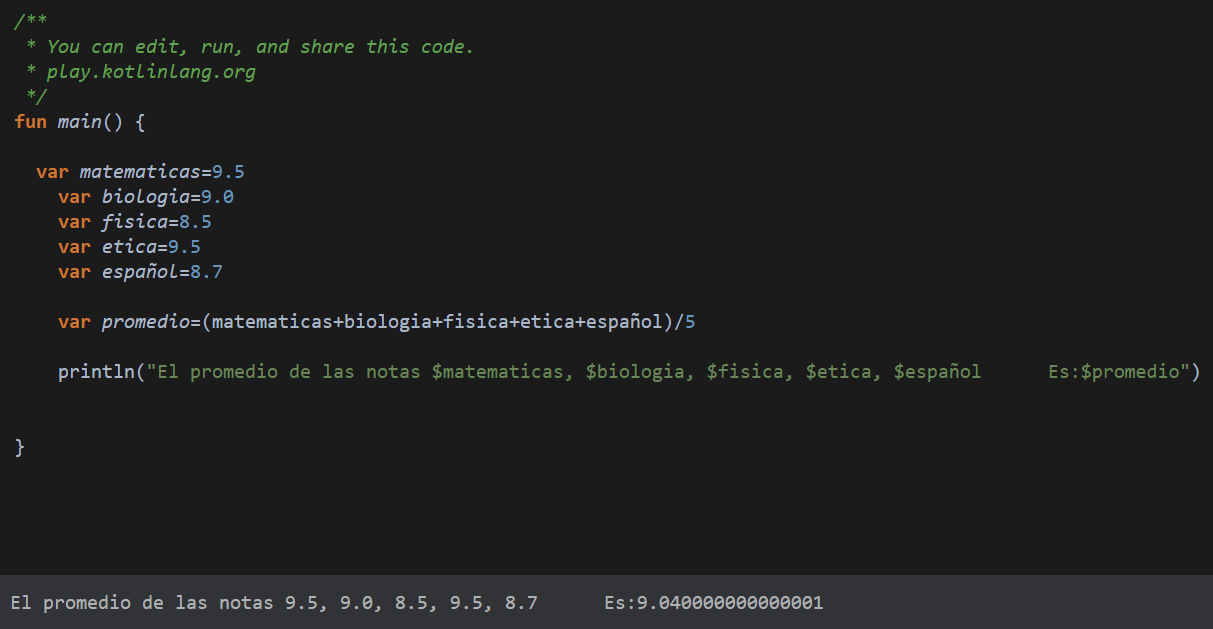 /**
 * You can edit, run, and share this code.
 * play.kotlinlang.org
 */
fun main() {
  var matematicas=9.5
    var biologia=9.0
    var fisica=8.5
    var etica=9.5
    var español=8.7
    var promedio=(matematicas+biologia+fisica+etica+español)/5
    println("El promedio de las notas $matematicas, $biologia, $fisica, $etica, $español      Es:$promedio")
}
El promedio de las notas 9.5, 9.0, 8.5, 9.5, 8.7      Es:9.040000000000001